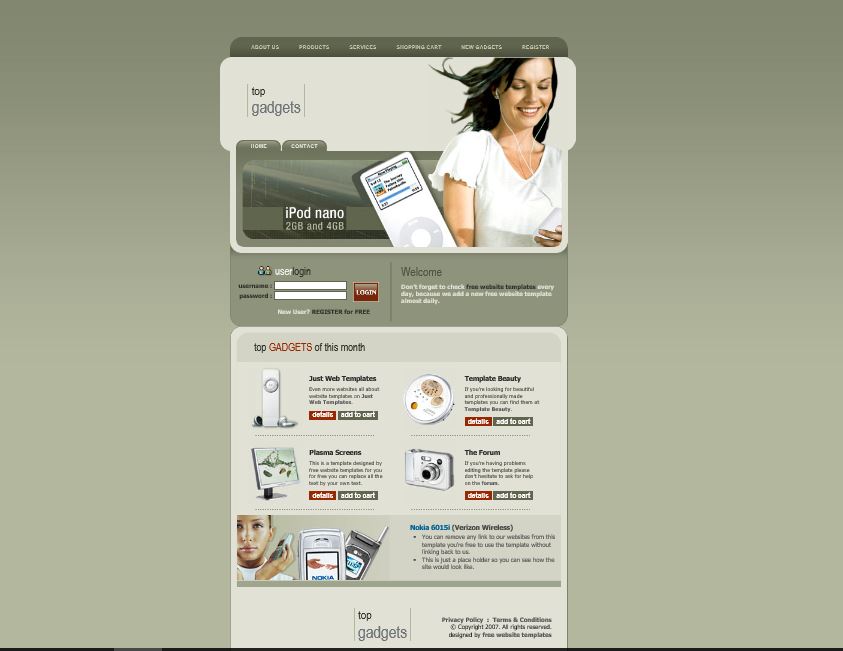 ABOUT US PRODUCTS SERVICES SHOPPING CART NEW GADGETS REGISTER
top
gadgets
HOME CONTACT
Now Playing
iPod nano
2GB and 4GB
userlogin
username :
password :
LOGIN
New User? REGISTER for FREE
Welcome
Don't forget to check free website templates every
day, because we add a new free website template
almost daily.
top GADGETS of this month
Just Web Templates
Even more websites all about
website templates on Just
Web Templates.
details add to cart
Template Beauty
If you're looking for beautiful
and professionally made
templates you can find them at
Template Beauty.
details add to cart
Plasma Screens
This is a template designed by
free website templates for you
for free you can replace all the
text by your own text.
details add to cart
The Forum
If you're having problems
editing the template please
don't hesitate to ask for help
on the forum.
details add to cart
NOKIA
Nokia 6015i (Verizon Wireless)
• You can remove any link to our websites from this
template you're free to use the template without
linking back to us.
• This is just a place holder so you can see how the
site would look like.
top
gadgets
Privacy Policy : Terms & Conditions
© Copyright 2007. All rights reserved.
designed by free website templates